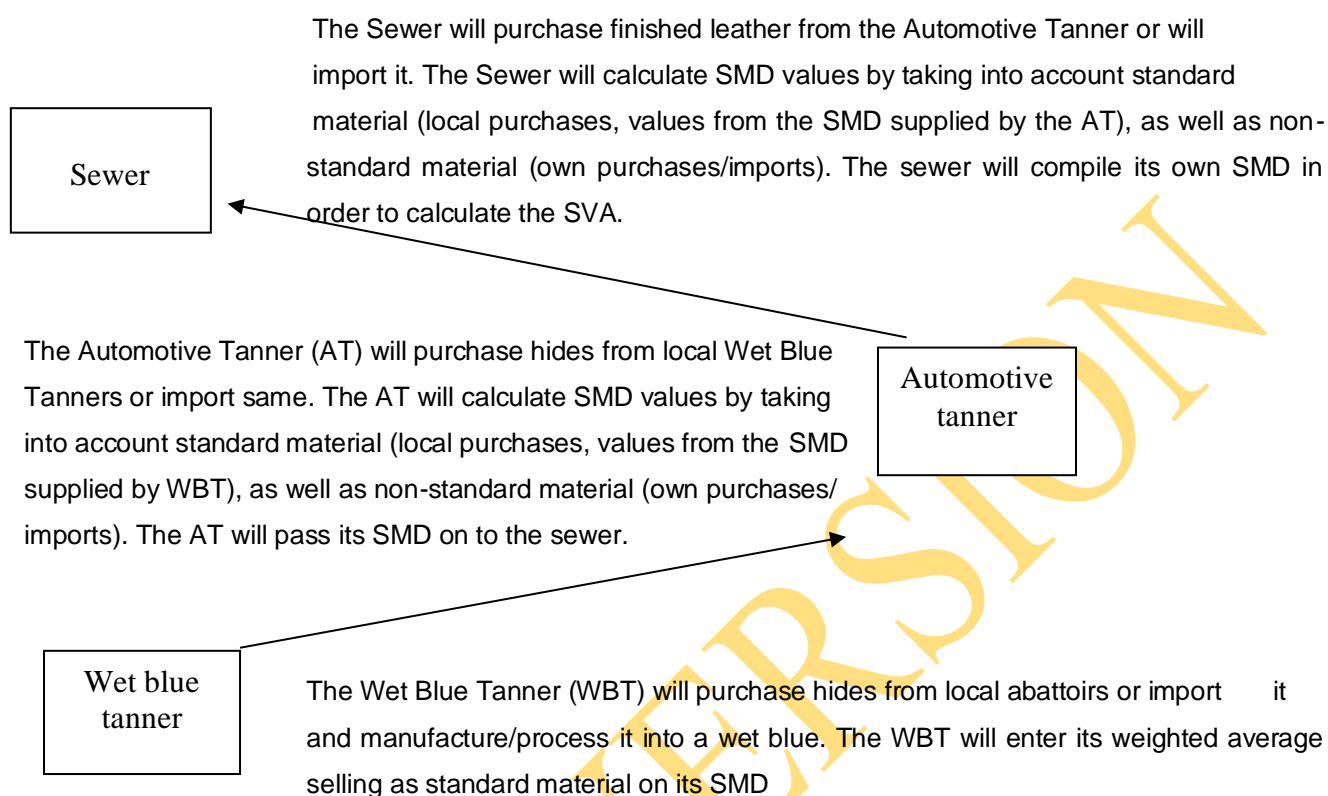 The Sewer will purchase finished leather from the Automotive Tanner or will
import it. The Sewer will calculate SMD values by taking into account standard
material (local purchases, values from the SMD supplied by the AT), as well as non-
standard material (own purchases/imports). The sewer will compile its own SMD in
order to calculate the SVA.
Sewer
The Automotive Tanner (AT) will purchase hides from local Wet Blue
Tanners or import same. The AT will calculate SMD values by taking
into account standard material (local purchases, values from the SMD
supplied by WBT), as well as non-standard material (own purchases/
imports). The AT will pass its SMD on to the sewer.
Automotive
tanner
Wet blue
tanner
The Wet Blue Tanner (WBT) will purchase hides from local abattoirs or import it
and manufacture/process it into a wet blue. The WBT will enter its weighted average
selling as standard material on its SMD
VERSION